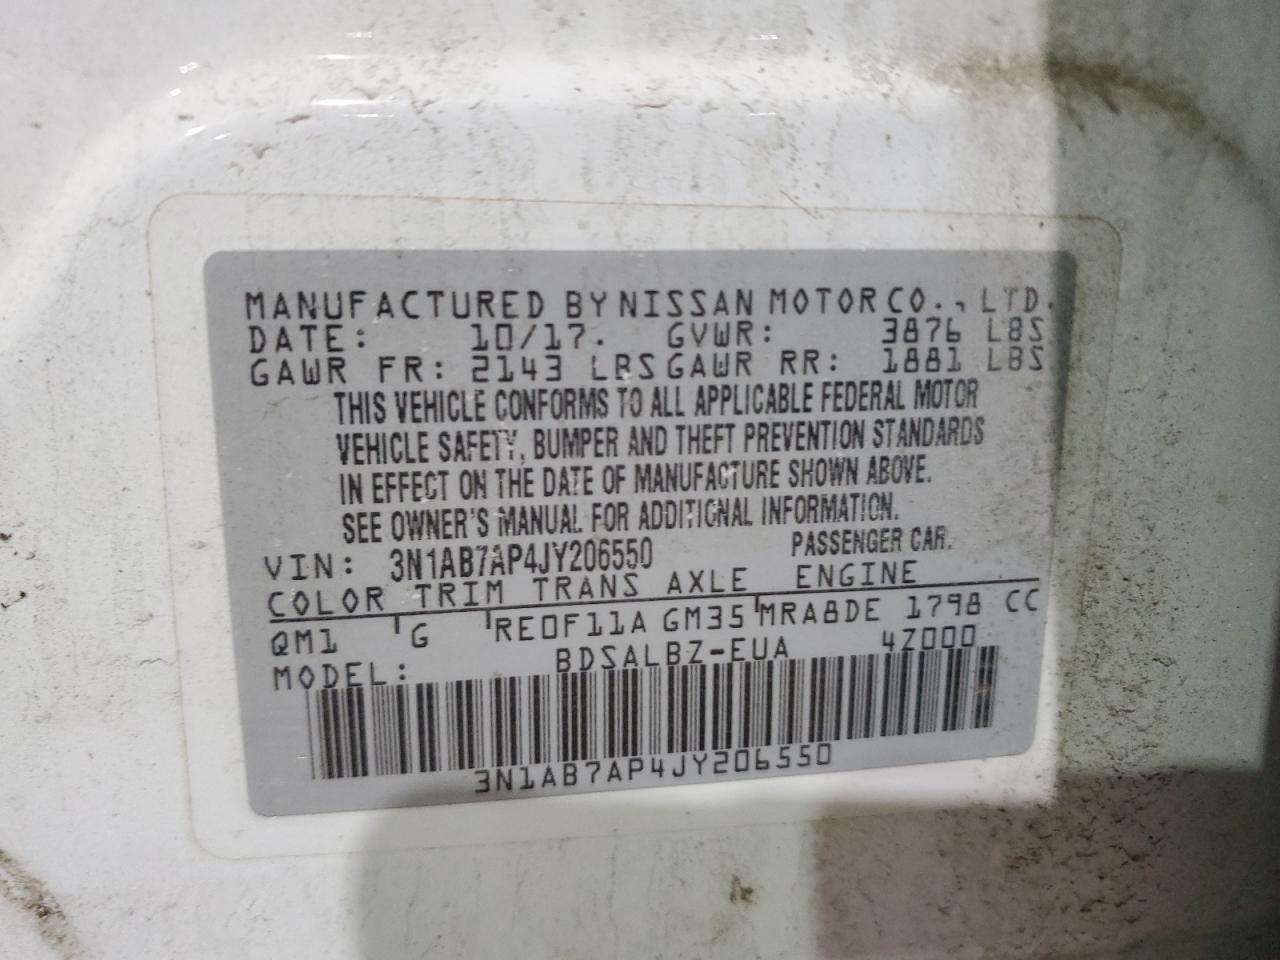 MANUFACTURED BY NISSAN MOTOR CO., LTD.
DATE: 10/17. GVWR: 3876 LBS
GAWR FR: 2143 LBS GAWR RR: 1881 LBS
THIS VEHICLE CONFORMS TO ALL APPLICABLE FEDERAL MOTOR
VEHICLE SAFETY, BUMPER AND THEFT PREVENTION STANDARDS
IN EFFECT ON THE DATE OF MANUFACTURE SHOWN ABOVE.
SEE OWNER'S MANUAL FOR ADDITIONAL INFORMATION.
VIN: 3N1AB7AP4JY206550 PASSENGER CAR.
COLOR TRIM TRANS AXLE ENGINE
QM1 G RE0F11A GM35 MRA8DE 1798 CC
MODEL: BDSALBZ-EUA 4Z000
3N1AB7AP4JY206550